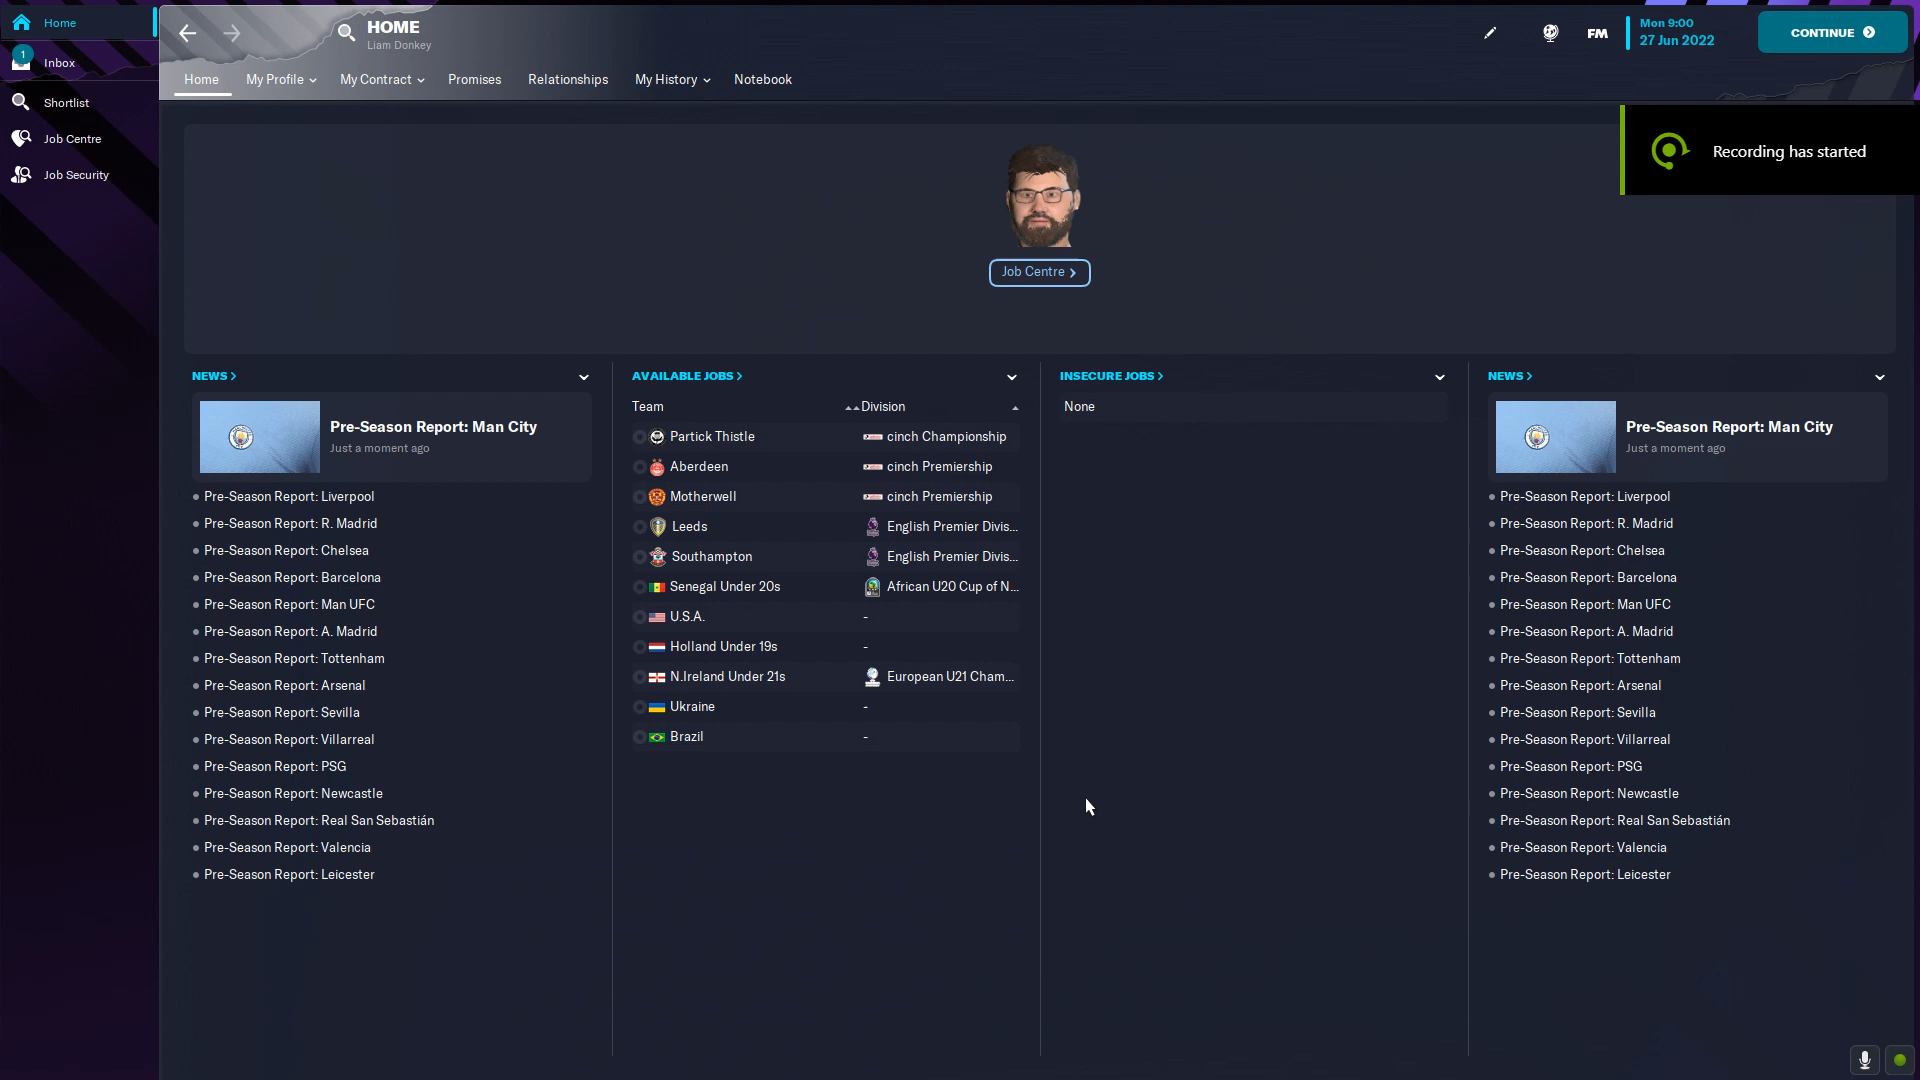 Home
1
Inbox
Shortlist
Job Centre
Job Security
HOME
Liam Donkey
FM
Mon 9:00
27 Jun 2022
CONTINUE
Home
My Profile
My Contract
Promises
Relationships
My History
Notebook
Recording has started
Job Centre
NEWS
Pre-Season Report: Man City
Just a moment ago
Pre-Season Report: Liverpool
Pre-Season Report: R. Madrid
Pre-Season Report: Chelsea
Pre-Season Report: Barcelona
Pre-Season Report: Man UFC
Pre-Season Report: A. Madrid
Pre-Season Report: Tottenham
Pre-Season Report: Arsenal
Pre-Season Report: Sevilla
Pre-Season Report: Villarreal
Pre-Season Report: PSG
Pre-Season Report: Newcastle
Pre-Season Report: Real San Sebastián
Pre-Season Report: Valencia
Pre-Season Report: Leicester
AVAILABLE JOBS
Team Division
Partick Thistle cinch Championship
Aberdeen cinch Premiership
Motherwell cinch Premiership
Leeds English Premier Divis...
Southampton English Premier Divis...
Senegal Under 20s African U20 Cup of N...
U.S.A. -
Holland Under 19s -
N.Ireland Under 21s European U21 Cham...
Ukraine -
Brazil -
INSECURE JOBS
None
NEWS
Pre-Season Report: Man City
Just a moment ago
Pre-Season Report: Liverpool
Pre-Season Report: R. Madrid
Pre-Season Report: Chelsea
Pre-Season Report: Barcelona
Pre-Season Report: Man UFC
Pre-Season Report: A. Madrid
Pre-Season Report: Tottenham
Pre-Season Report: Arsenal
Pre-Season Report: Sevilla
Pre-Season Report: Villarreal
Pre-Season Report: PSG
Pre-Season Report: Newcastle
Pre-Season Report: Real San Sebastián
Pre-Season Report: Valencia
Pre-Season Report: Leicester